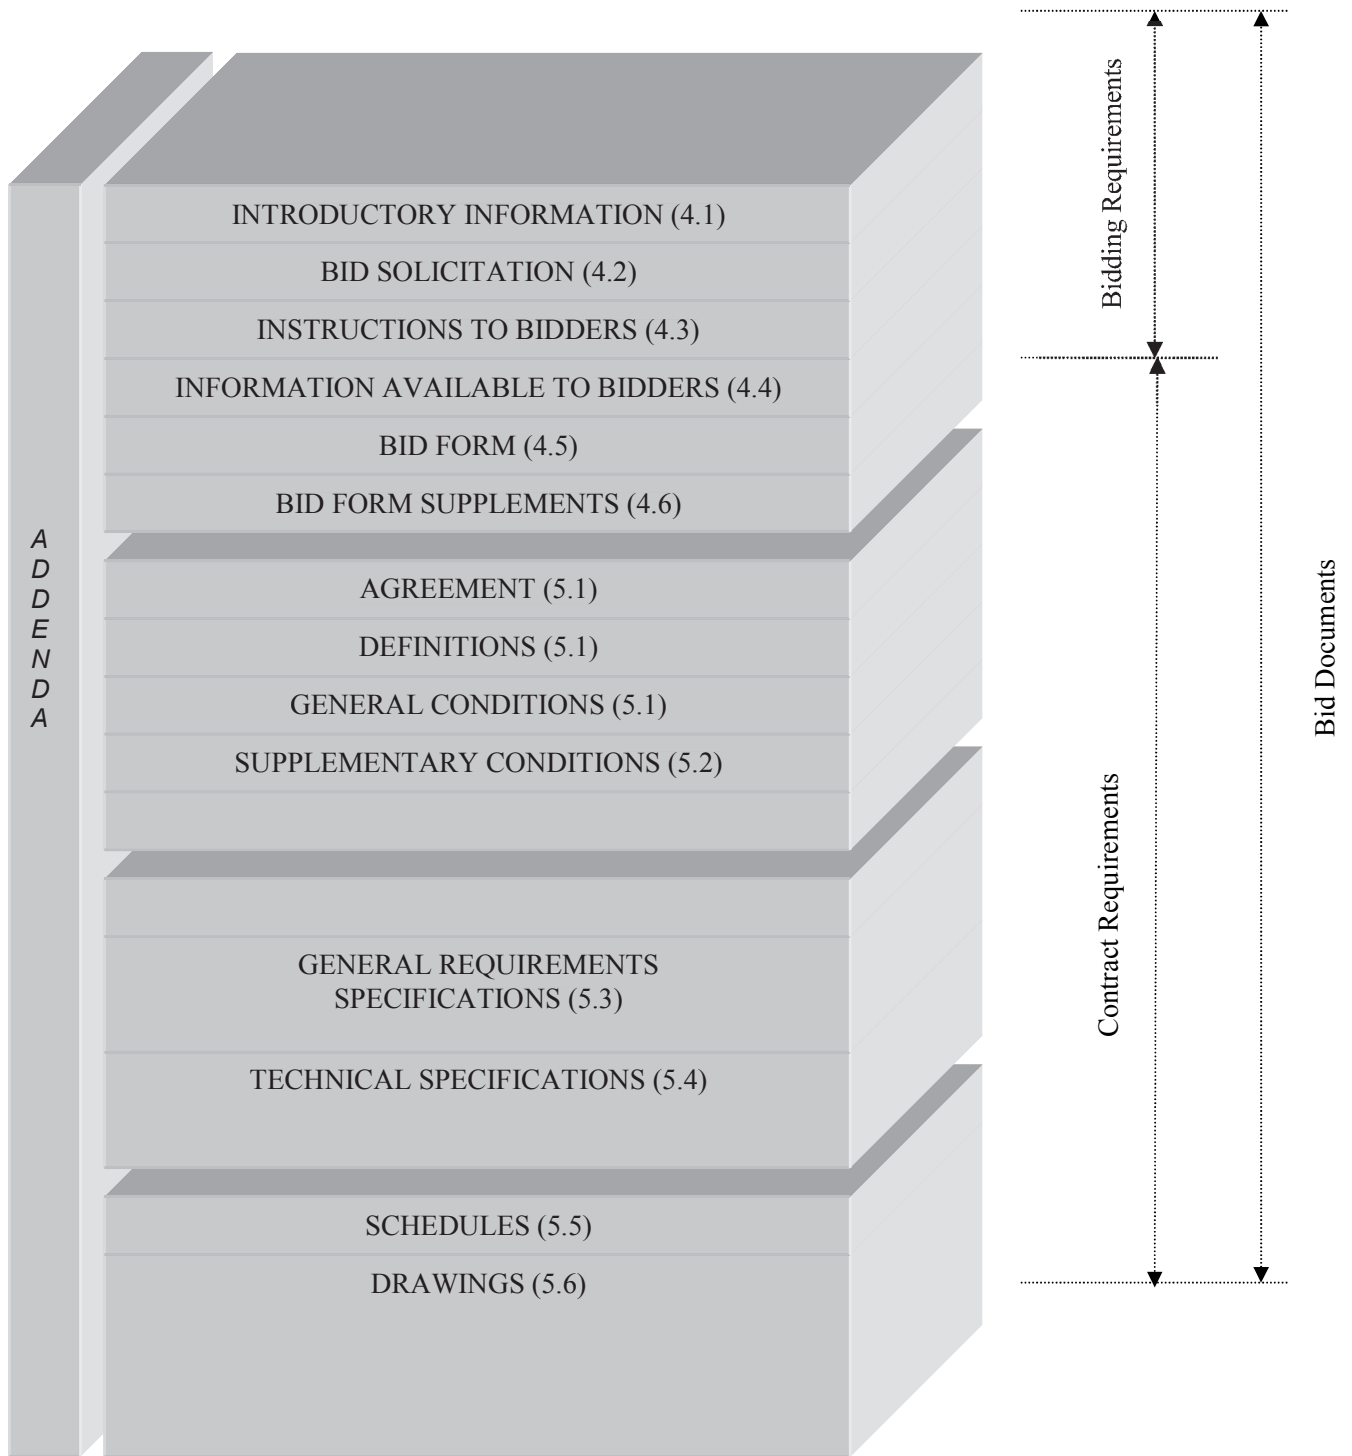 INTRODUCTORY INFORMATION (4.1)
BID SOLICITATION (4.2)
INSTRUCTIONS TO BIDDERS (4.3)
INFORMATION AVAILABLE TO BIDDERS (4.4)
BID FORM (4.5)
BID FORM SUPPLEMENTS (4.6)
A
D
D
E
N
D
A
AGREEMENT (5.1)
DEFINITIONS (5.1)
GENERAL CONDITIONS (5.1)
SUPPLEMENTARY CONDITIONS (5.2)
GENERAL REQUIREMENTS
SPECIFICATIONS (5.3)
TECHNICAL SPECIFICATIONS (5.4)
SCHEDULES (5.5)
DRAWINGS (5.6)
Bidding Requirements
Contract Requirements
Bid Documents